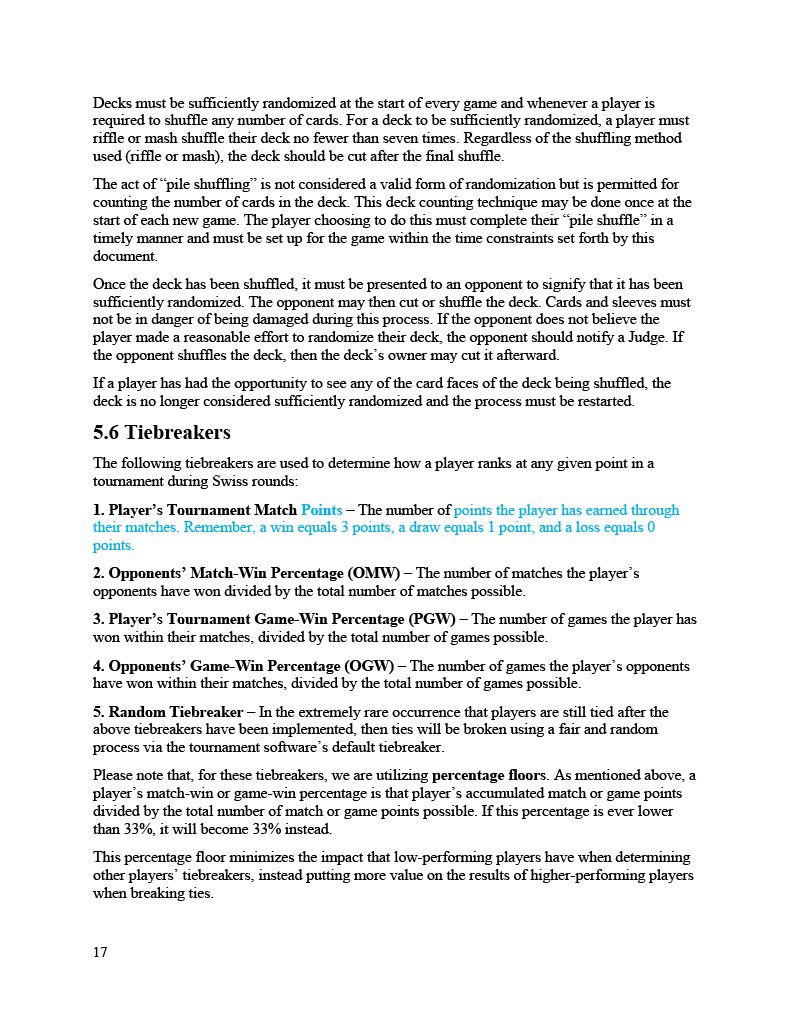 Decks must be sufficiently randomized at the start of every game and whenever a player is
required to shuffle any number of cards. For a deck to be sufficiently randomized, a player must
riffle or mash shuffle their deck no fewer than seven times. Regardless of the shuffling method
used (riffle or mash), the deck should be cut after the final shuffle.
The act of “pile shuffling” is not considered a valid form of randomization but is permitted for
counting the number of cards in the deck. This deck counting technique may be done once at the
start of each new game. The player choosing to do this must complete their “pile shuffle” in a
timely manner and must be set up for the game within the time constraints set forth by this
document.
Once the deck has been shuffled, it must be presented to an opponent to signify that it has been
sufficiently randomized. The opponent may then cut or shuffle the deck. Cards and sleeves must
not be in danger of being damaged during this process. If the opponent does not believe the
player made a reasonable effort to randomize their deck, the opponent should notify a Judge. If
the opponent shuffles the deck, then the deck’s owner may cut it afterward.
If a player has had the opportunity to see any of the card faces of the deck being shuffled, the
deck is no longer considered sufficiently randomized and the process must be restarted.
5.6 Tiebreakers
The following tiebreakers are used to determine how a player ranks at any given point in a
tournament during Swiss rounds:
1. Player’s Tournament Match Points – The number of points the player has earned through
their matches. Remember, a win equals 3 points, a draw equals 1 point, and a loss equals 0
points.
2. Opponents’ Match-Win Percentage (OMW) – The number of matches the player’s
opponents have won divided by the total number of matches possible.
3. Player’s Tournament Game-Win Percentage (PGW) – The number of games the player has
won within their matches, divided by the total number of games possible.
4. Opponents’ Game-Win Percentage (OGW) – The number of games the player’s opponents
have won within their matches, divided by the total number of games possible.
5. Random Tiebreaker – In the extremely rare occurrence that players are still tied after the
above tiebreakers have been implemented, then ties will be broken using a fair and random
process via the tournament software’s default tiebreaker.
Please note that, for these tiebreakers, we are utilizing percentage floors. As mentioned above, a
player’s match-win or game-win percentage is that player’s accumulated match or game points
divided by the total number of match or game points possible. If this percentage is ever lower
than 33%, it will become 33% instead.
This percentage floor minimizes the impact that low-performing players have when determining
other players’ tiebreakers, instead putting more value on the results of higher-performing players
when breaking ties.
17